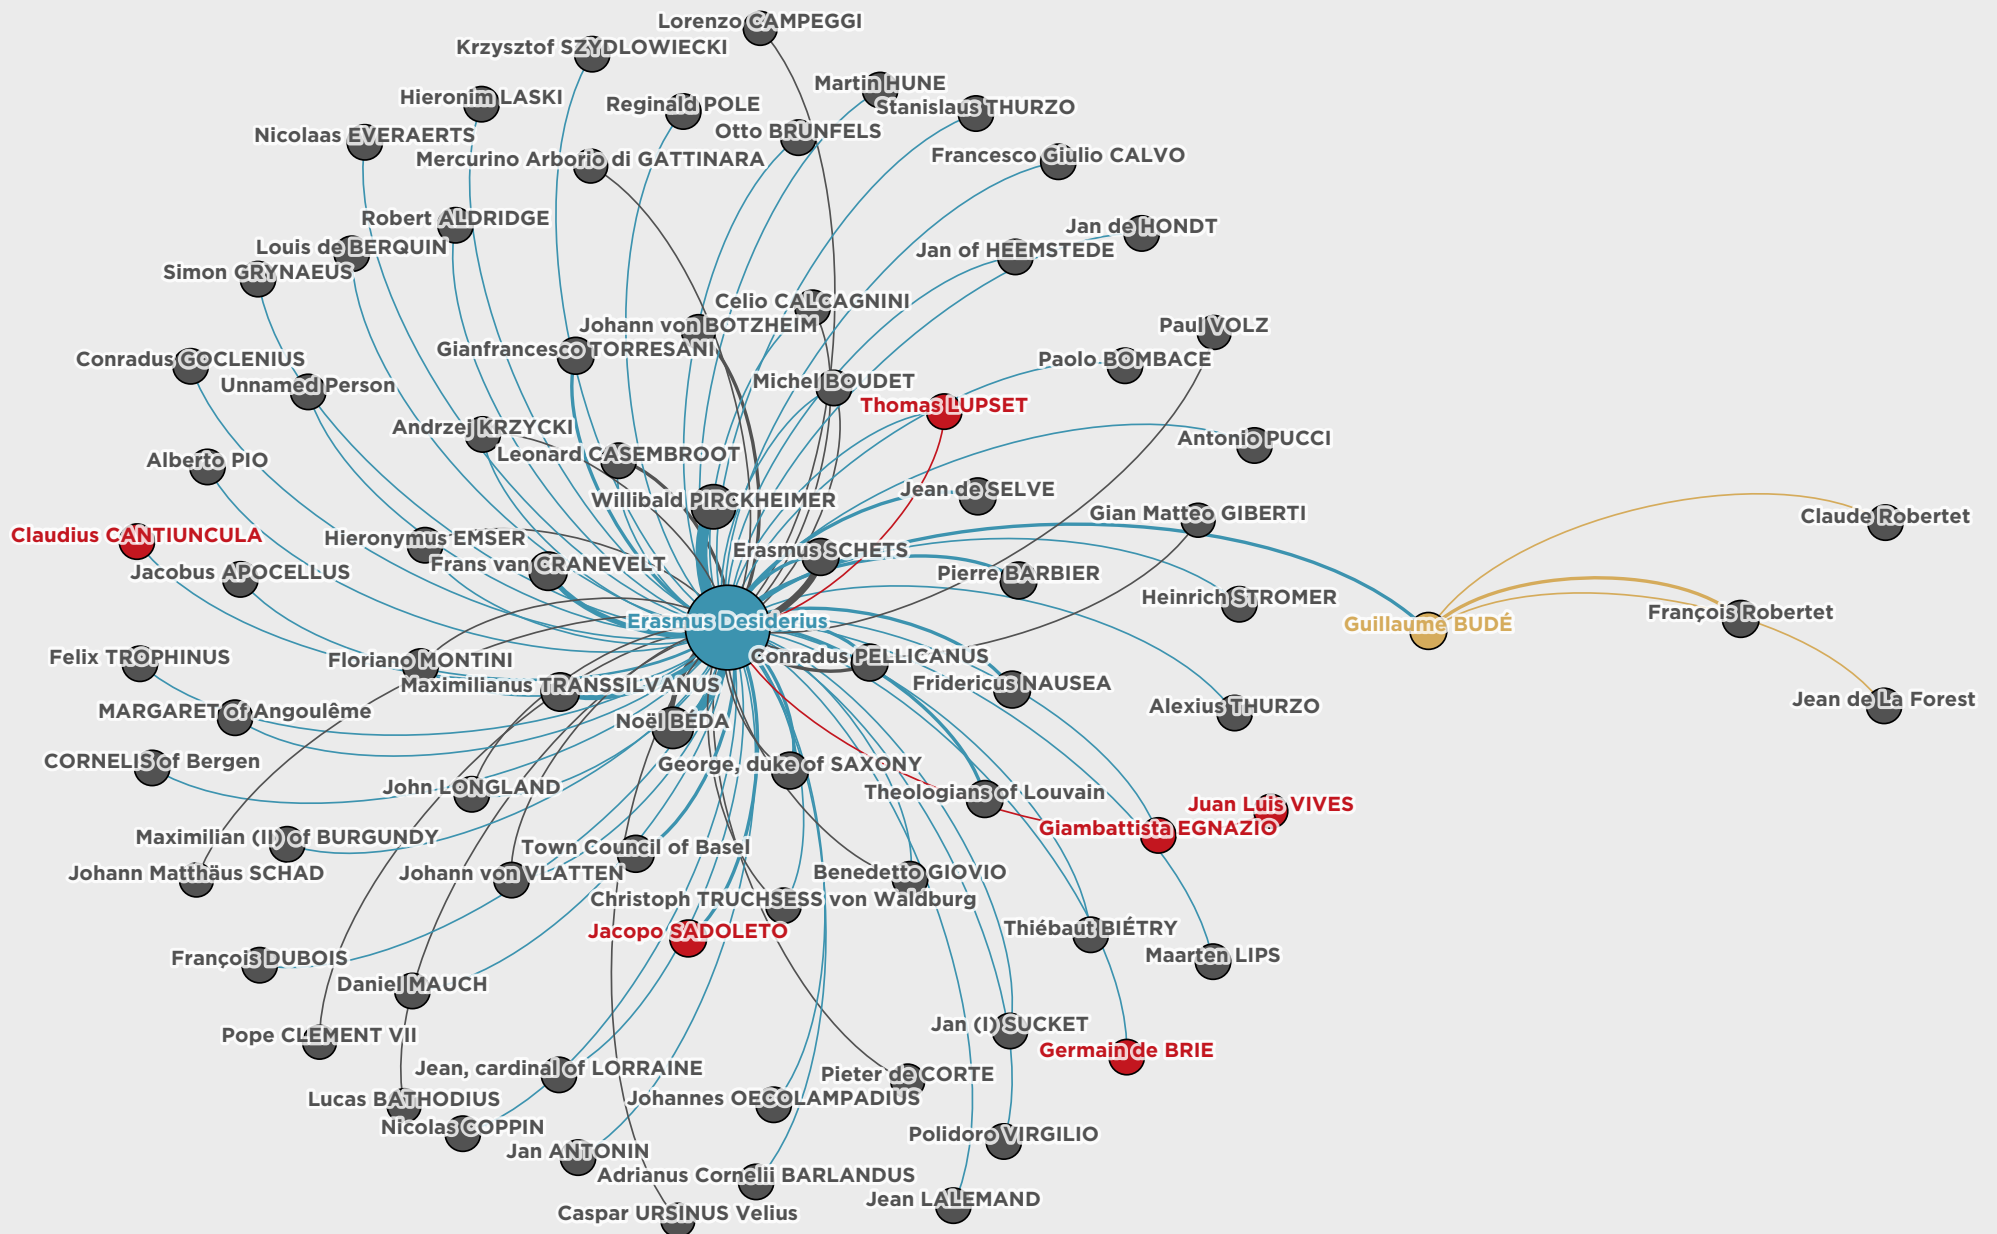 Lorenzo CAMPEGGI
Krzysztof SZYDLOWIECKI
Martin HUNE
Hieronim LASKI
Reginald POLE
Stanislaus THURZO
Nicolaas EVERAERTS
Otto BRUNFELS
Mercurino Arborio di GATTINARA
Francesco Giulio CALVO
Robert ALDRIDGE
Jan de HONDT
Louis de BERQUIN
Jan of HEEMSTEDE
Simon GRYNAEUS
Celio CALCAGNINI
Johann von BOTZHEIM
Paul VOLZ
Gianfrancesco TORRESANI
Conradus GOCLENIUS
Paolo BOMBACE
Unnamed Person
Michel BOUDET
Thomas LUPSET
Andrzej KRZYCKI
Antonio PUCCI
Leonard CASEMBROOT
Alberto PIO
Jean de SELVE
Willibald PIRCKHEIMER
Gian Matteo GIBERTI
Claude Robertet
Claudius CANTIUNCULA
Hieronymus EMSER
Erasmus SCHETS
Frans van CRANEVELT
Jacobus APOCELLUS
Pierre BARBIER
Heinrich STROMER
François Robertet
Erasmus Desiderius
Guillaume BUDÉ
Felix TROPHINUS
Floriano MONTINI
Conradus PELLICANUS
Maximilianus TRANSSILVANUS
Fridericus NAUSEA
Jean de La Forest
Alexius THURZO
MARGARET of Angoulême
Noël BÉDA
CORNELIS of Bergen
George, duke of SAXONY
John LONGLAND
Theologians of Louvain
Juan Luis VIVES
Giambattista EGNAZIO
Maximilian (II) of BURGUNDY
Town Council of Basel
Johann Matthäus SCHAD
Johann von VLATTEN
Benedetto GIOVIO
Christoph TRUCHSESS von Waldburg
Jacopo SADOLETO
Thiébaut BIÉTRY
François DUBOIS
Maarten LIPS
Daniel MAUCH
Pope CLEMENT VII
Jan (I) SUCKET
Germain de BRIE
Jean, cardinal of LORRAINE
Pieter de CORTE
Lucas BATHODIUS
Johannes OECOLAMPADIUS
Nicolas COPPIN
Polidoro VIRGILIO
Jan ANTONIN
Adrianus Cornelii BARLANDUS
Jean LALEMAND
Caspar URSINUS Velius